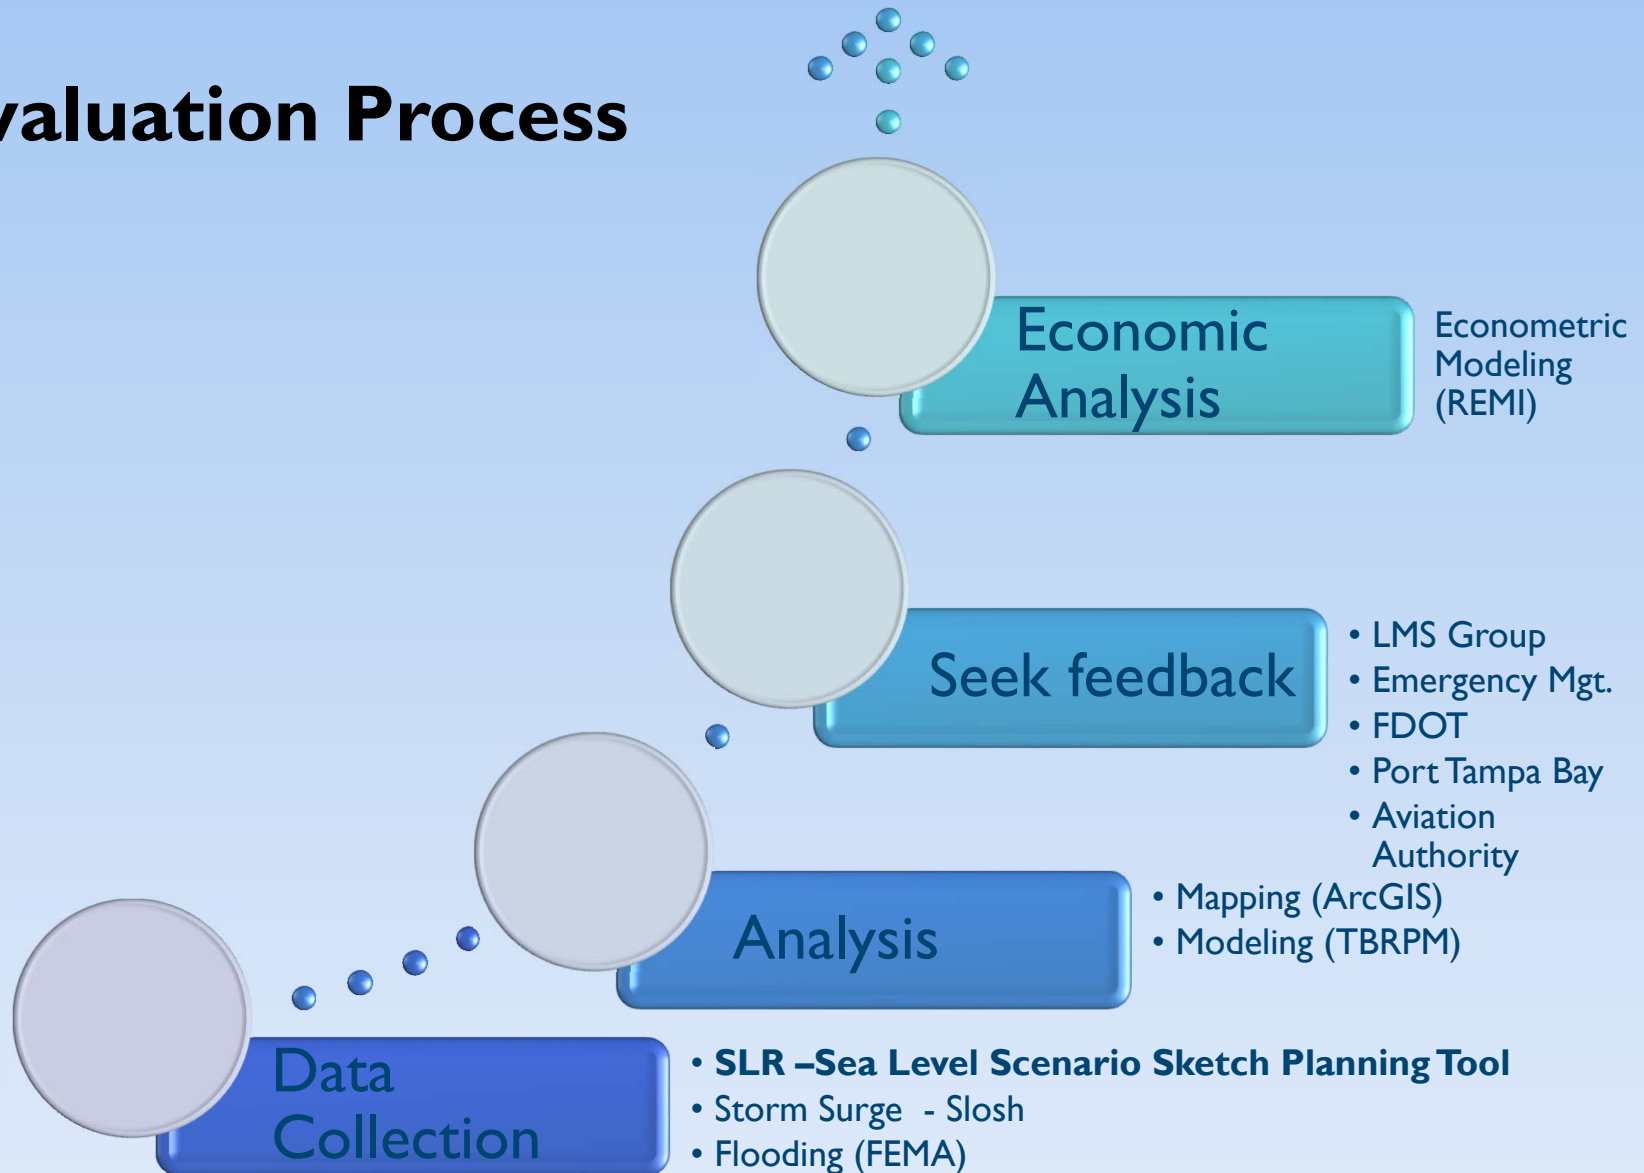 valuation Process
Economic
Analysis
Econometric
Modeling
(REMI)
Seek feedback
• LMS Group
• Emergency Mgt.
• FDOT
• Port Tampa Bay
• Aviation
Authority
Analysis
• Mapping (ArcGIS)
• Modeling (TBRPM)
Data
Collection
• SLR –Sea Level Scenario Sketch Planning Tool
• Storm Surge - Slosh
• Flooding (FEMA)